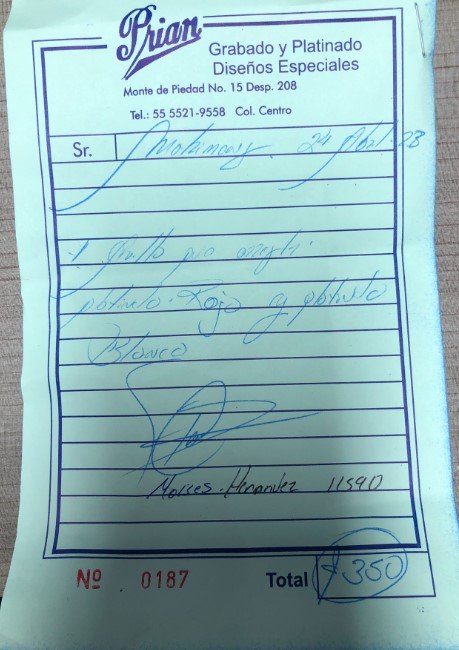 Prian
Grabado y Platinado
Diseños Especiales
Monte de Piedad No. 15 Desp. 208
Tel.: 55 5521-9558 Col. Centro
Sr. 24 Abril 23
1
Rojo y
Blanco
Moises. Hernandez 11590
Nº 0187 Total $350